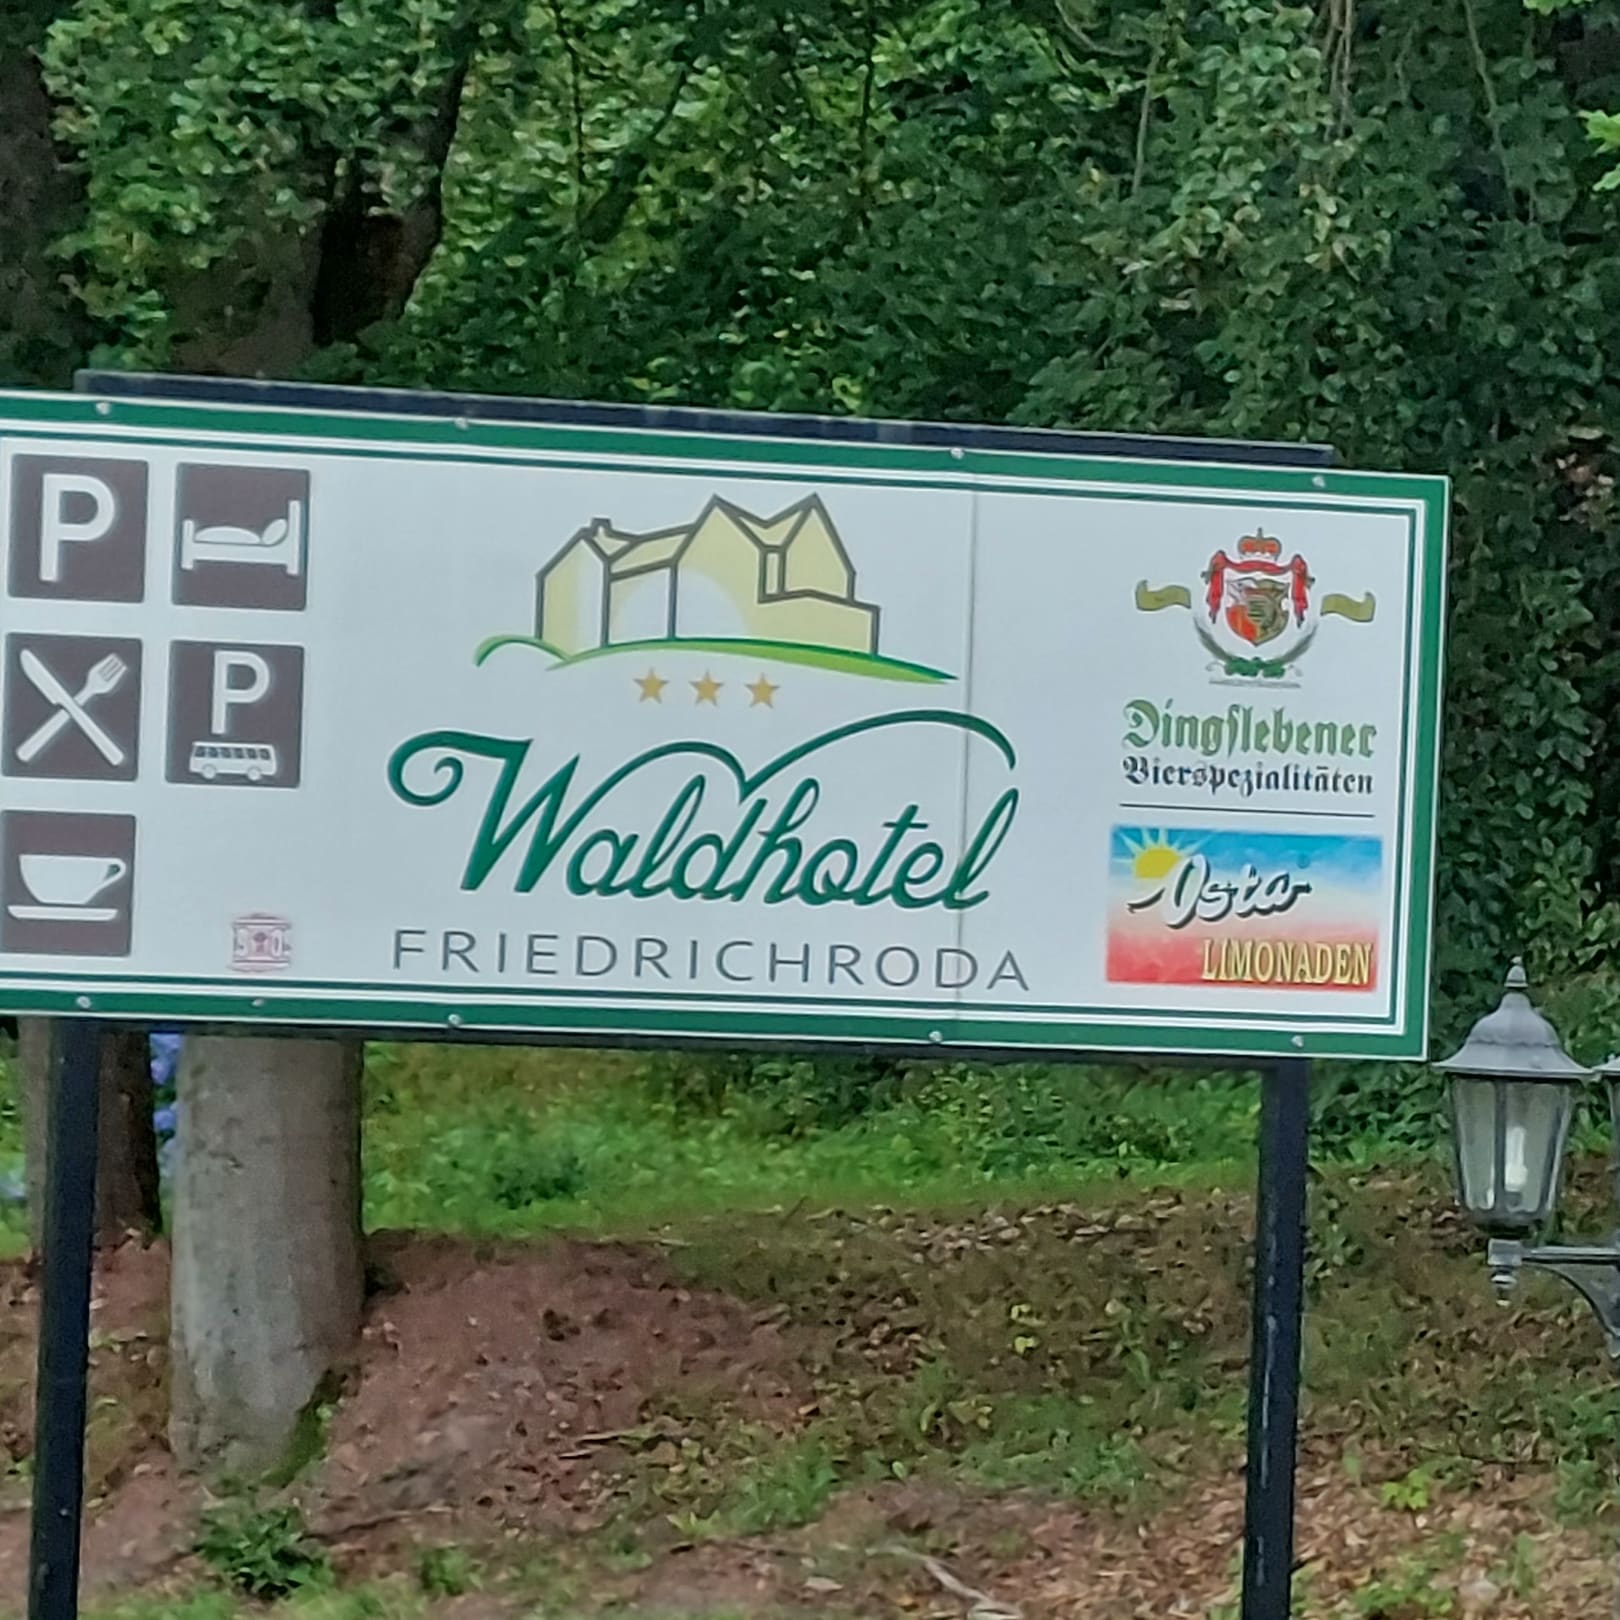 P
P
Waldhotel
FRIEDRICHRODA
Dingslebener
Bierspezialitäten
Osta
LIMONADEN